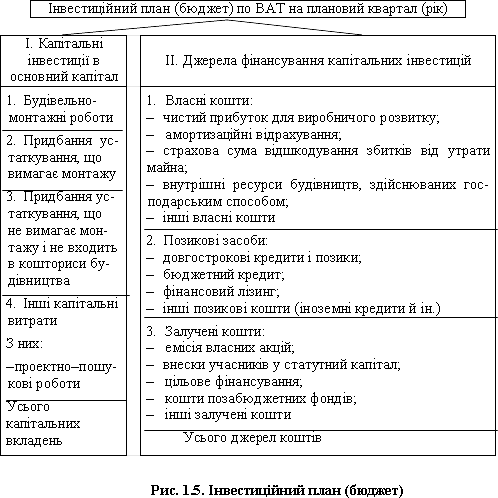 Інвестиційний план (бюджет) по ВАТ на плановий квартал (рік)
I. Капітальні
інвестиції в
основний капітал
1. Будівельно-
монтажні роботи
2. Придбання ус-
таткування, що
вимагає монтажу
3. Придбання ус-
таткування, що
не вимагає мон-
тажу і не входить
в кошториси бу-
дівництва
4. Інші капітальні
витрати
З них:
–проектно–пошу-
кові роботи
Усього
капітальних
вкладень
II. Джерела фінансування капітальних інвестицій
1. Власні кошти:
– чистий прибуток для виробничого розвитку;
– амортизаційні відрахування;
– страхова сума відшкодування збитків від утрати
майна;
– внутрішні ресурси будівництв, здійснюваних гос-
подарським способом;
– інші власні кошти
2. Позикові засоби:
– довгострокові кредити і позики;
– бюджетний кредит;
– фінансовий лізинг;
– інші позикові кошти (іноземні кредити й ін.)
3. Залучені кошти:
– емісія власних акцій;
– внески учасників у статутний капітал;
– цільове фінансування;
– кошти позабюджетних фондів;
– інші залучені кошти
Усього джерел коштів
Рис. 1.5. Інвестиційний план (бюджет)